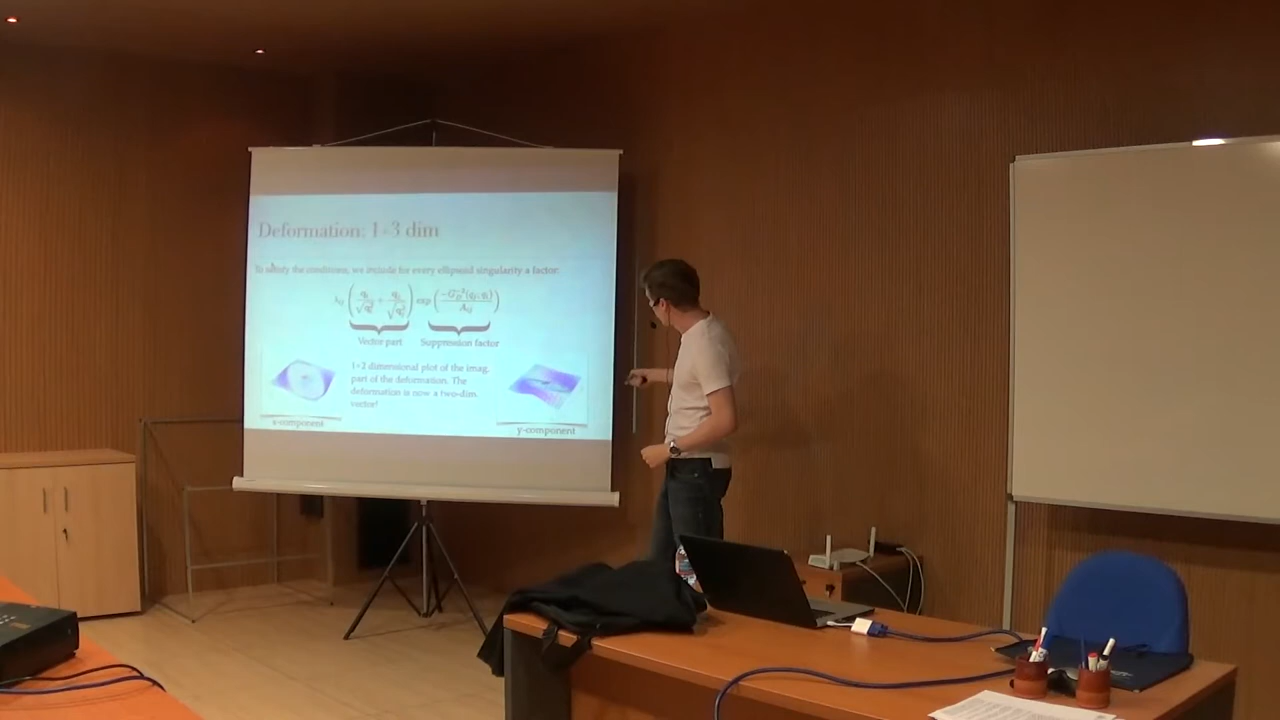 Deformation: 1+3 dim
To satisfy the conditions, we include for every ellipsoid singularity a factor:
Vector part
Suppression factor
1+2 dimensional plot of the imag.
part of the deformation. The
deformation is now a two-dim
vector!
x-component
y-component